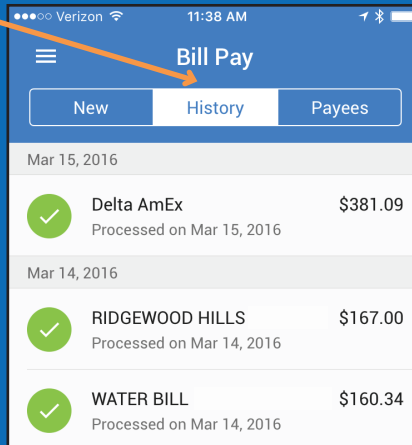 Verizon 11:38 AM
Bill Pay
New History Payees
Mar 15, 2016
Delta AmEx $381.09
Processed on Mar 15, 2016
Mar 14, 2016
RIDGEWOOD HILLS $167.00
Processed on Mar 14, 2016
WATER BILL $160.34
Processed on Mar 14, 2016